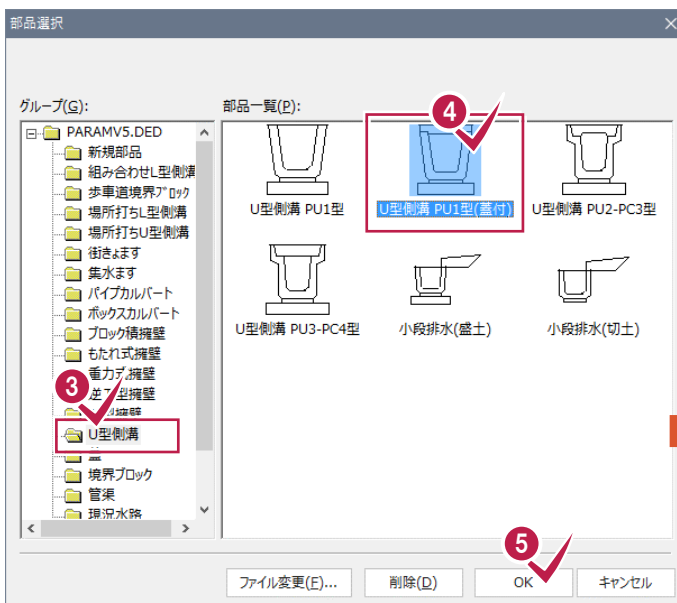 部品選択
グループ(G):
部品一覧(P):
4
PARAMV5.DED
新規部品
組み合わせL型側溝
歩車道境界ブロック
場所打ちL型側溝
場所打ちU型側溝
街きょます
集水ます
パイプカルバート
ボックスカルバート
ブロック積擁壁
もたれ式擁壁
重力式擁壁
3
型擁壁
型擁壁
U型側溝
蓋
境界ブロック
管渠
現況水路
U型側溝 PU1型
U型側溝 PU1型(蓋付)
U型側溝 PU2-PC3型
U型側溝 PU3-PC4型
小段排水(盛土)
小段排水(切土)
5
ファイル変更(F)...
削除(D)
OK
キャンセル